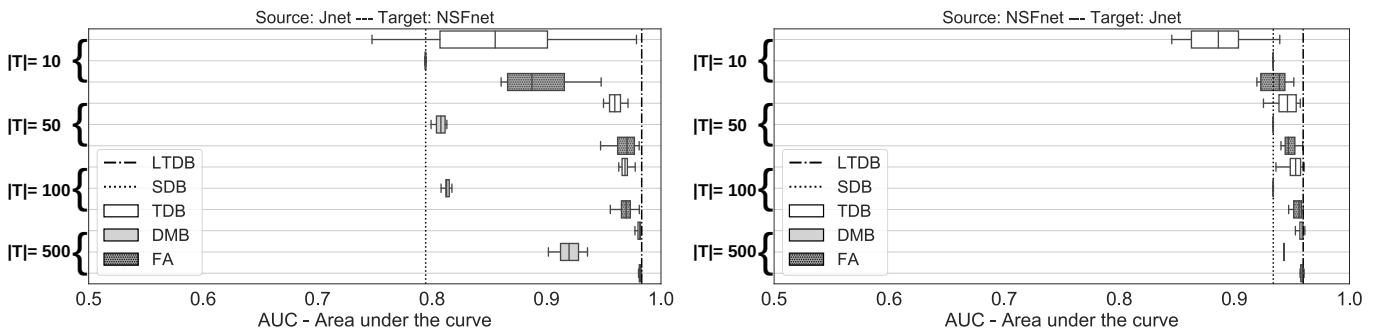 Source: Jnet --- Target: NSFnet
|T|= 10
|T|= 50
|T|= 100
|T|= 500
LTDB
SDB
TDB
DMB
FA
0.5 0.6 0.7 0.8 0.9 1.0
AUC - Area under the curve
Source: NSFnet --- Target: Jnet
|T|= 10
|T|= 50
|T|= 100
|T|= 500
LTDB
SDB
TDB
DMB
FA
0.5 0.6 0.7 0.8 0.9 1.0
AUC - Area under the curve